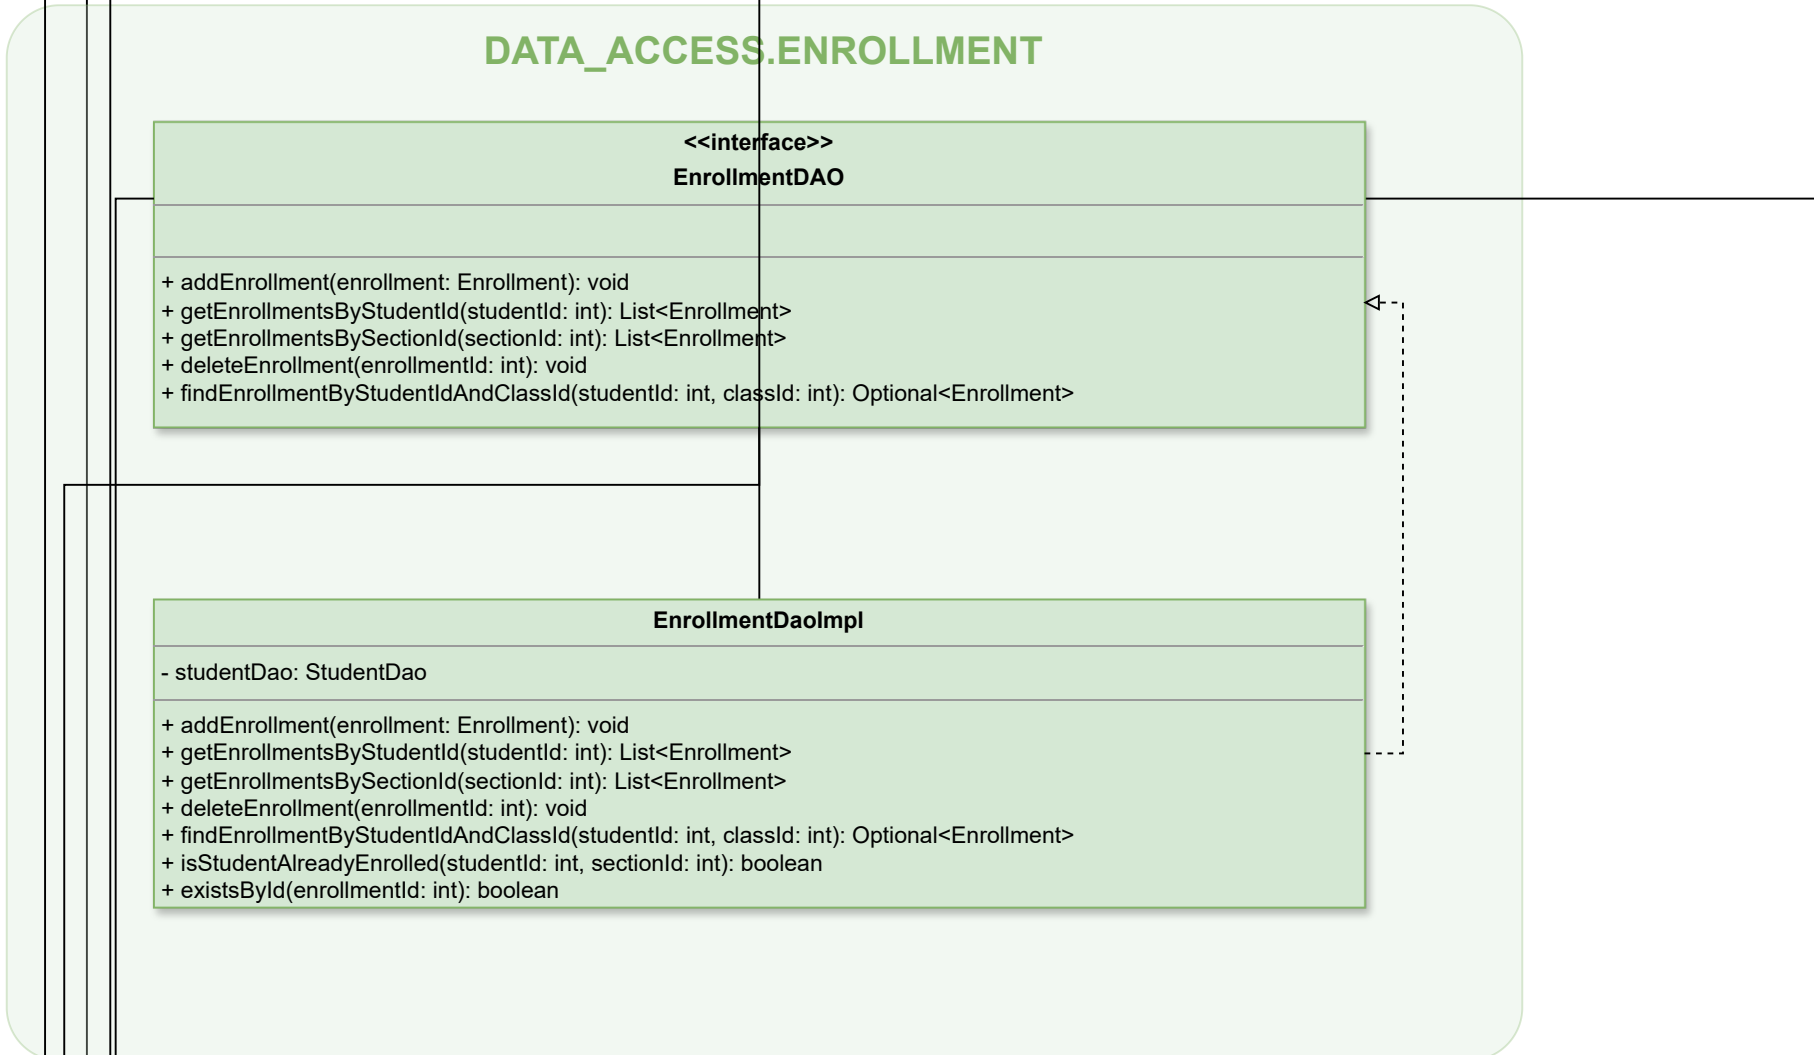 DATA_ACCESS.ENROLLMENT
<<interface>>
EnrollmentDAO
+ addEnrollment(enrollment: Enrollment): void
+ getEnrollmentsByStudentId(studentId: int): List<Enrollment>
+ getEnrollmentsBySectionId(sectionId: int): List<Enrollment>
+ deleteEnrollment(enrollmentId: int): void
+ findEnrollmentByStudentIdAndClassId(studentId: int, classId: int): Optional<Enrollment>
EnrollmentDaoImpl
- studentDao: StudentDao
+ addEnrollment(enrollment: Enrollment): void
+ getEnrollmentsByStudentId(studentId: int): List<Enrollment>
+ getEnrollmentsBySectionId(sectionId: int): List<Enrollment>
+ deleteEnrollment(enrollmentId: int): void
+ findEnrollmentByStudentIdAndClassId(studentId: int, classId: int): Optional<Enrollment>
+ isStudentAlreadyEnrolled(studentId: int, sectionId: int): boolean
+ existsById(enrollmentId: int): boolean